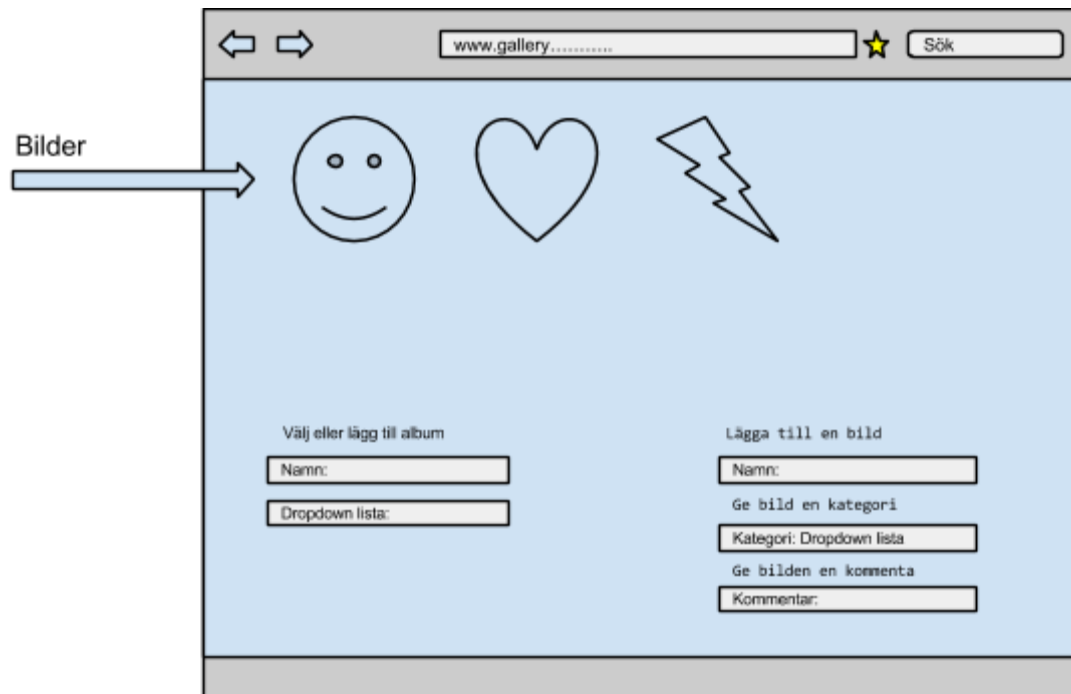 www.gallery...........
Sök
Bilder
Välj eller lägg till album
Namn:
Dropdown lista:
Lägga till en bild
Namn:
Ge bild en kategori
Kategori: Dropdown lista
Ge bilden en kommenta
Kommentar: